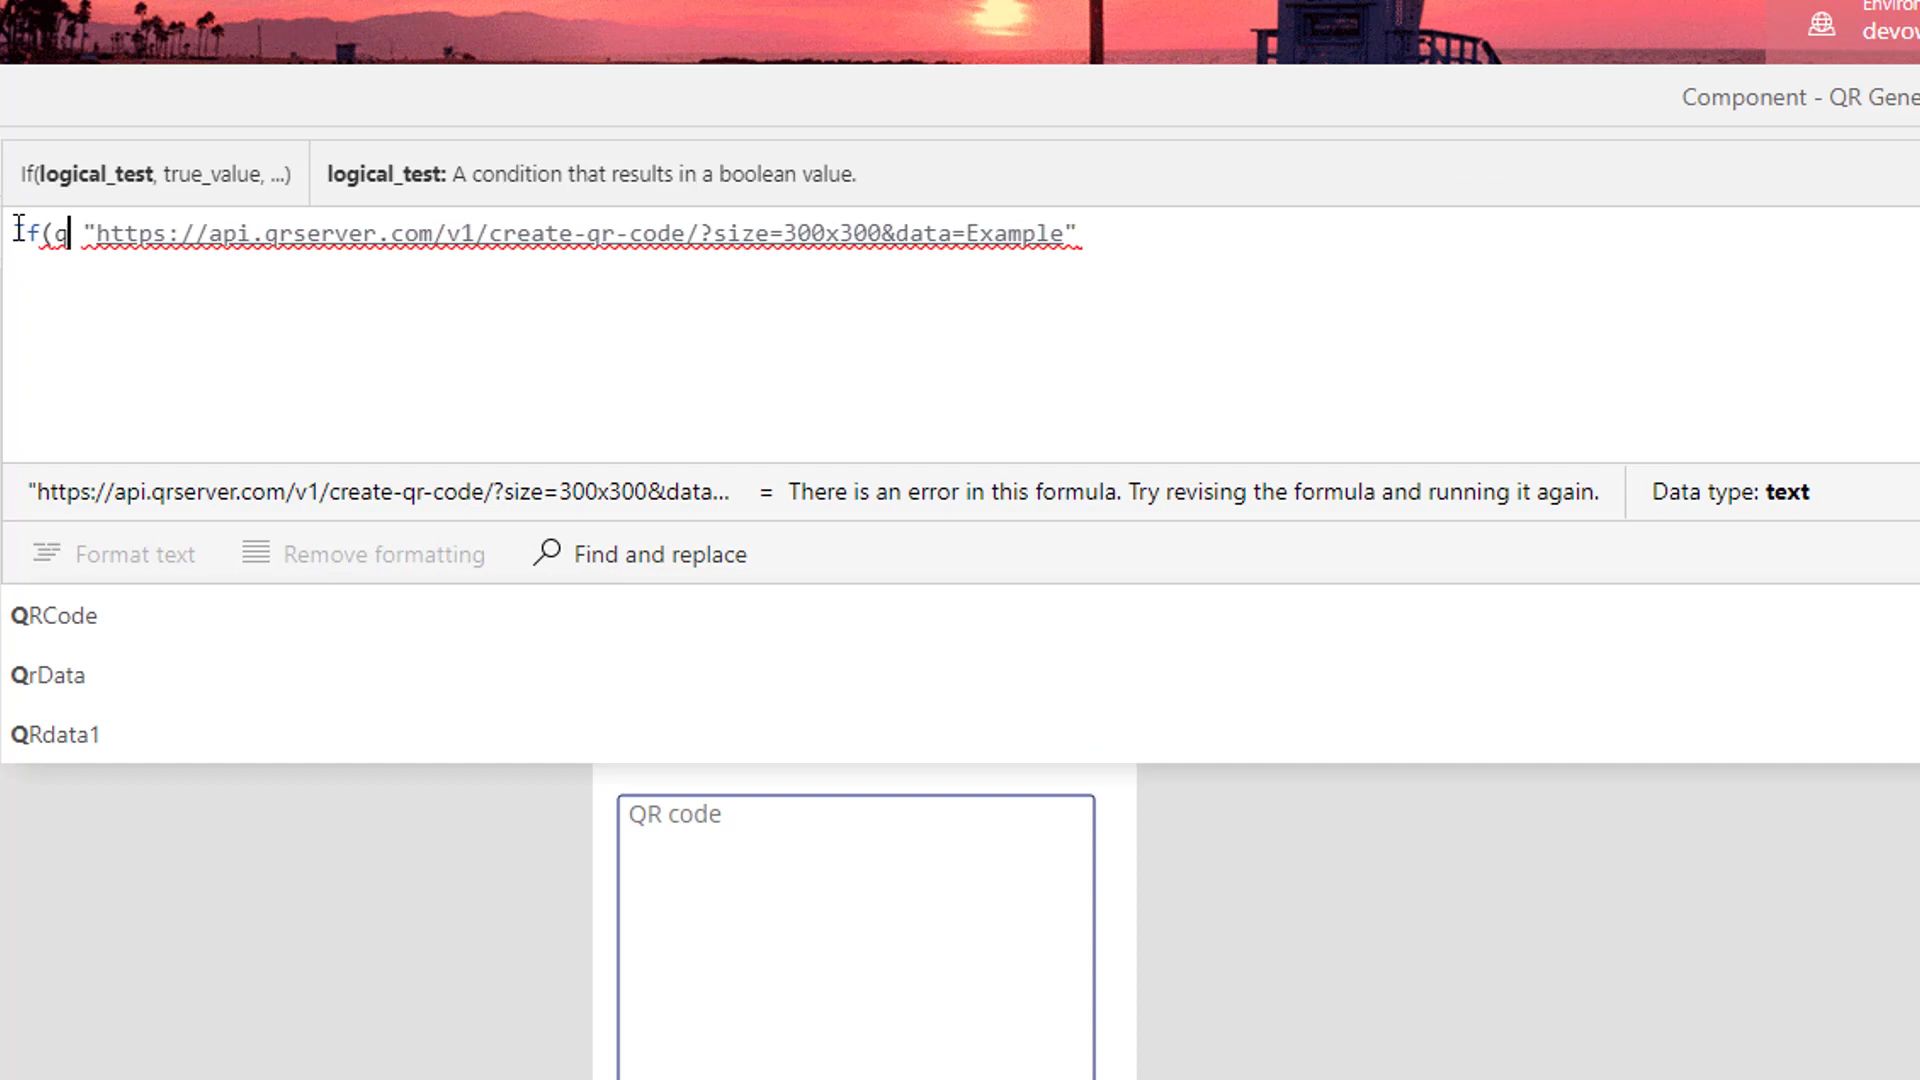 Environ
devov
Component - QR Gene
If(logical_test, true_value, ...)
logical_test: A condition that results in a boolean value.
If(q "https://api.qrserver.com/v1/create-qr-code/?size=300x300&data=Example"
"https://api.qrserver.com/v1/create-qr-code/?size=300x300&data... = There is an error in this formula. Try revising the formula and running it again. Data type: text
Format text Remove formatting Find and replace
QRCode
QrData
QRdata1
QR code